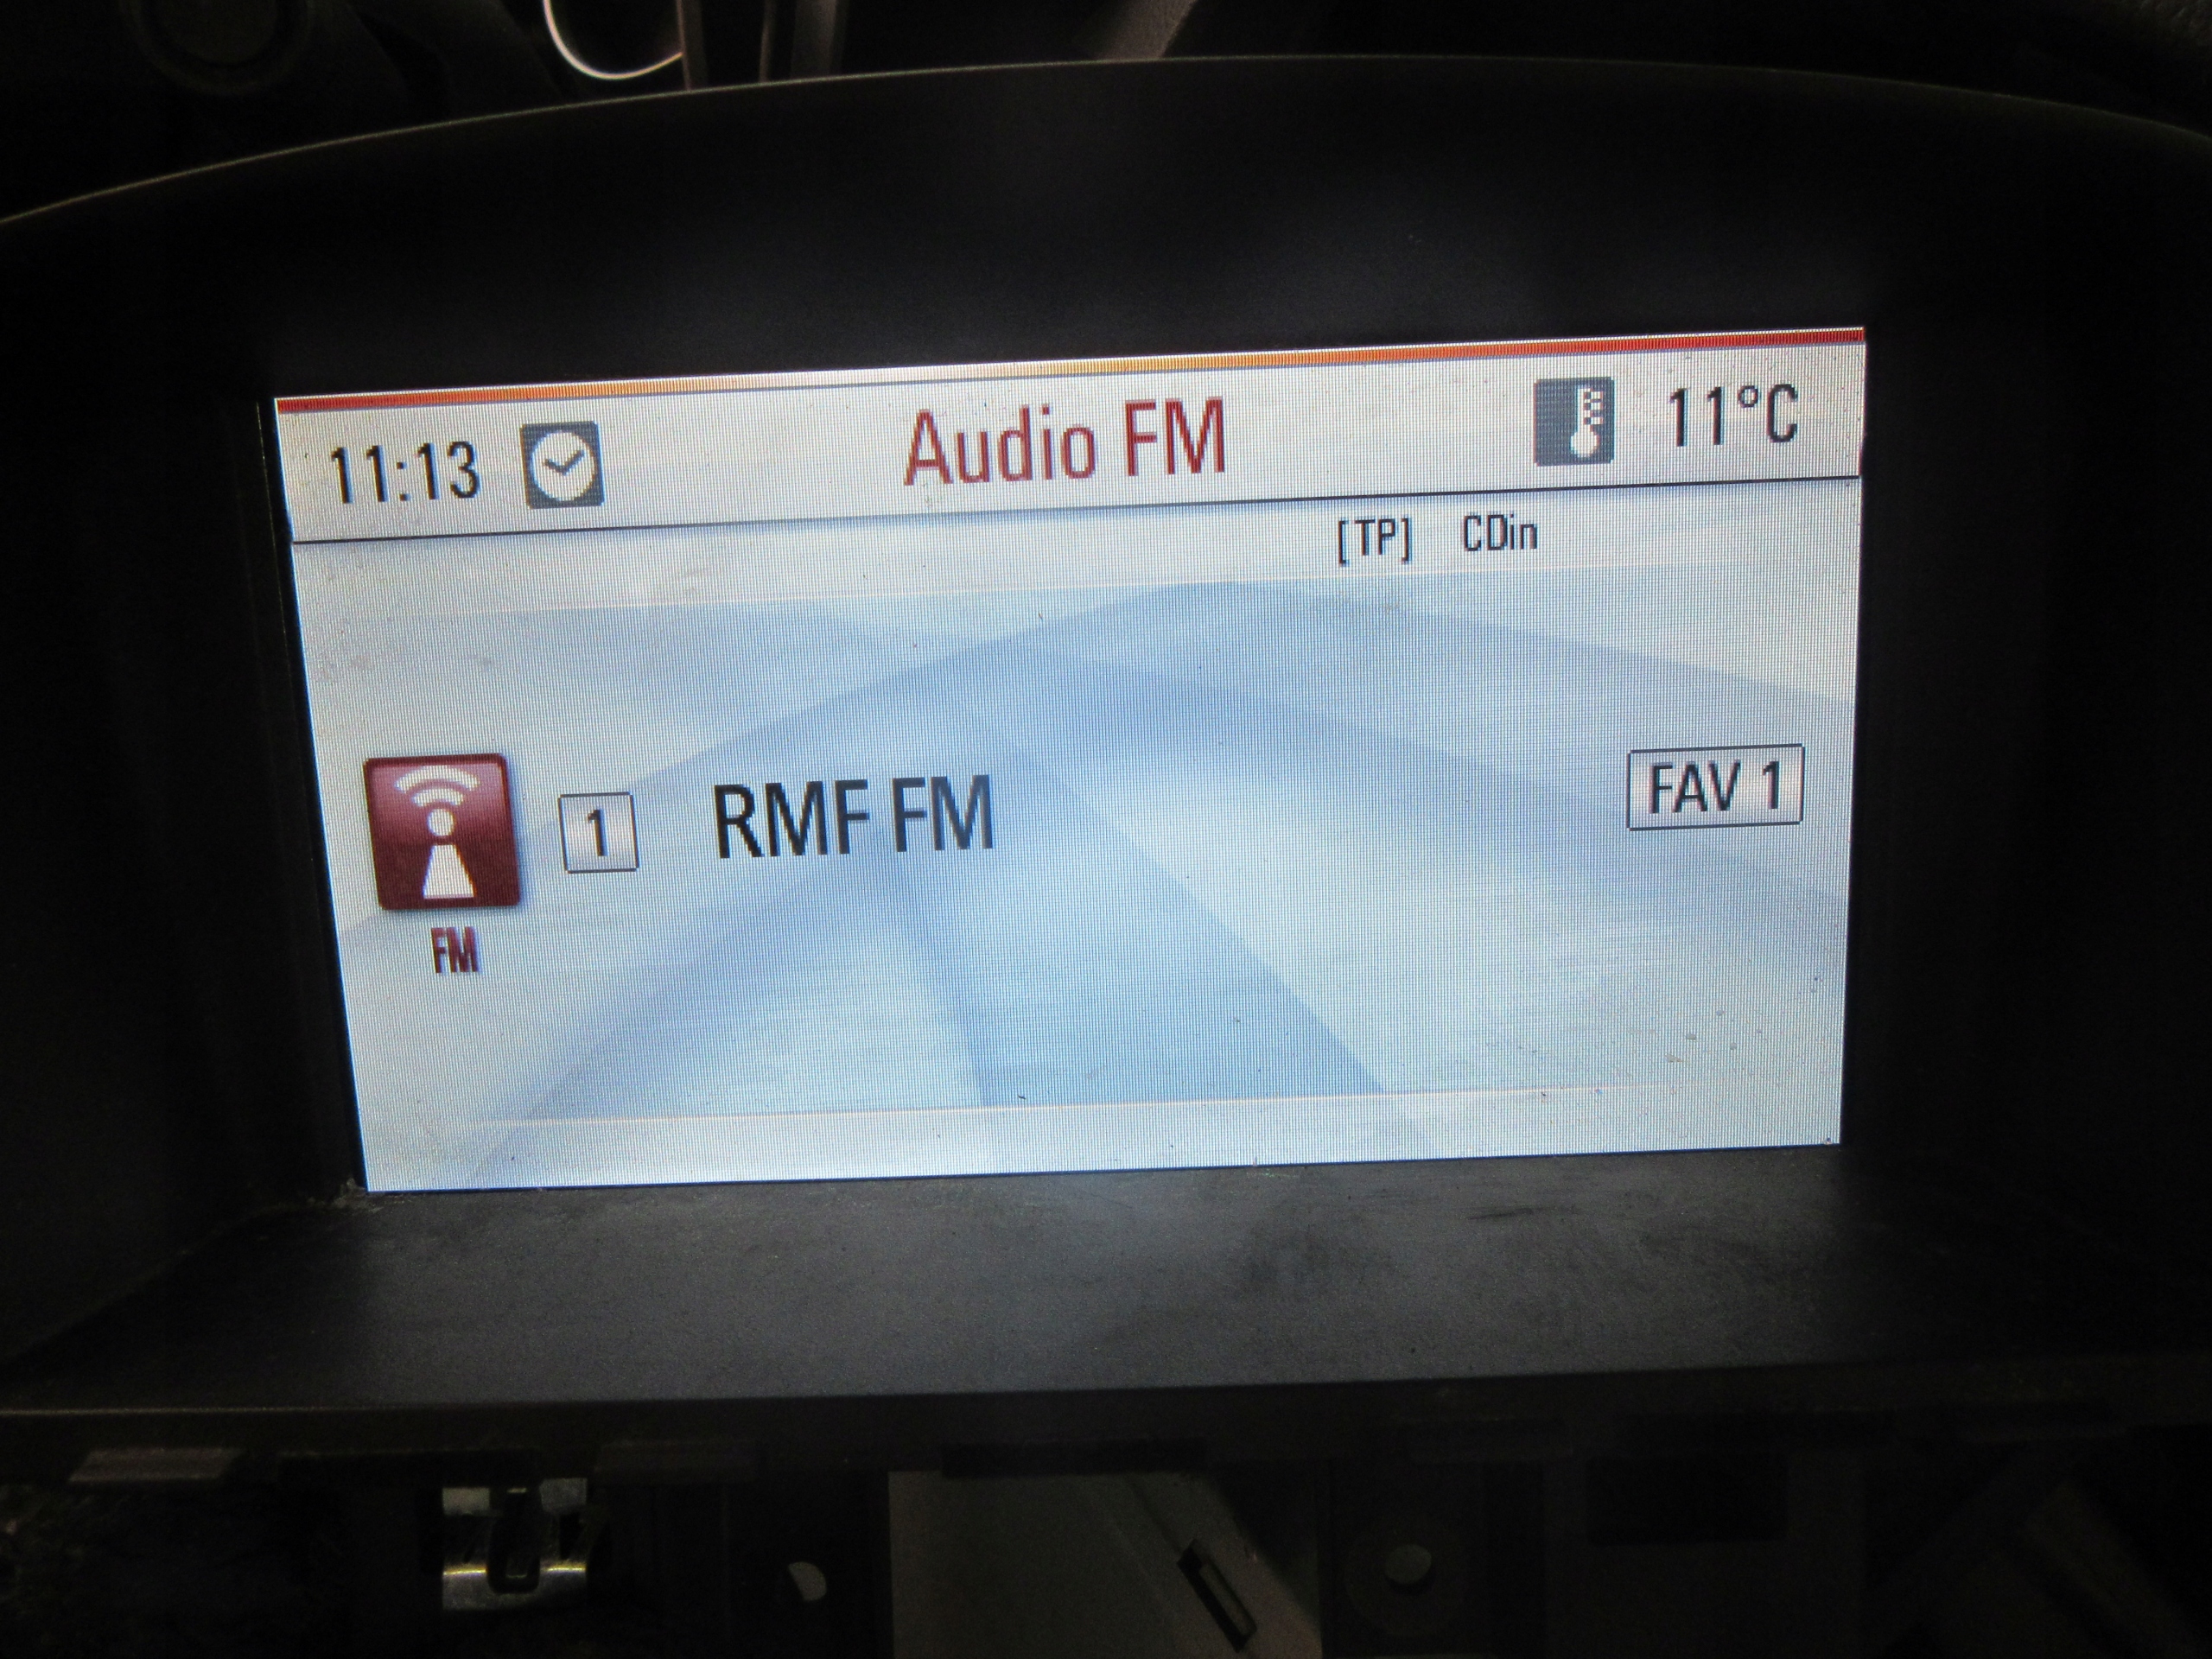 11:13 Audio FM 11°C
[TP] CDin
1 RMF FM FAV 1
FM